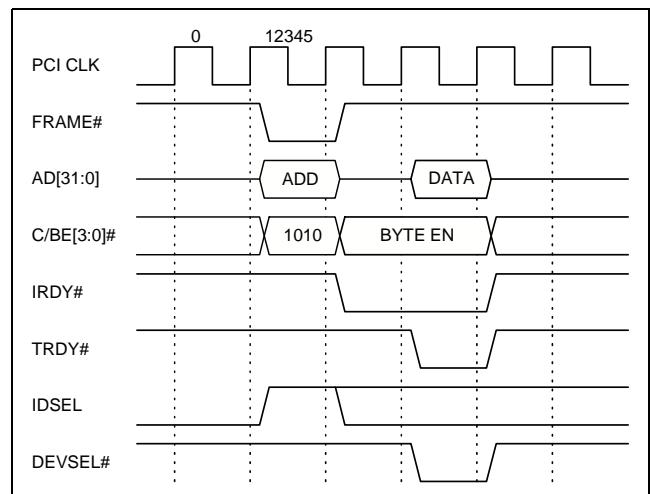 0 12345
PCI CLK
FRAME#
AD[31:0] ADD DATA
C/BE[3:0]# 1010 BYTE EN
IRDY#
TRDY#
IDSEL
DEVSEL#